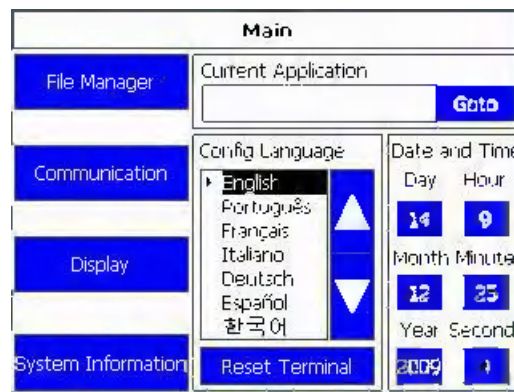 Main
File Manager
Current Application
Goto
Communication
Config Language
English
Português
Français
Italiano
Deutsch
Español
한국어
Display
Reset Terminal
System Information
Date and Time
Day Hour
14 9
Month Minute
12 25
Year Second
2009 4